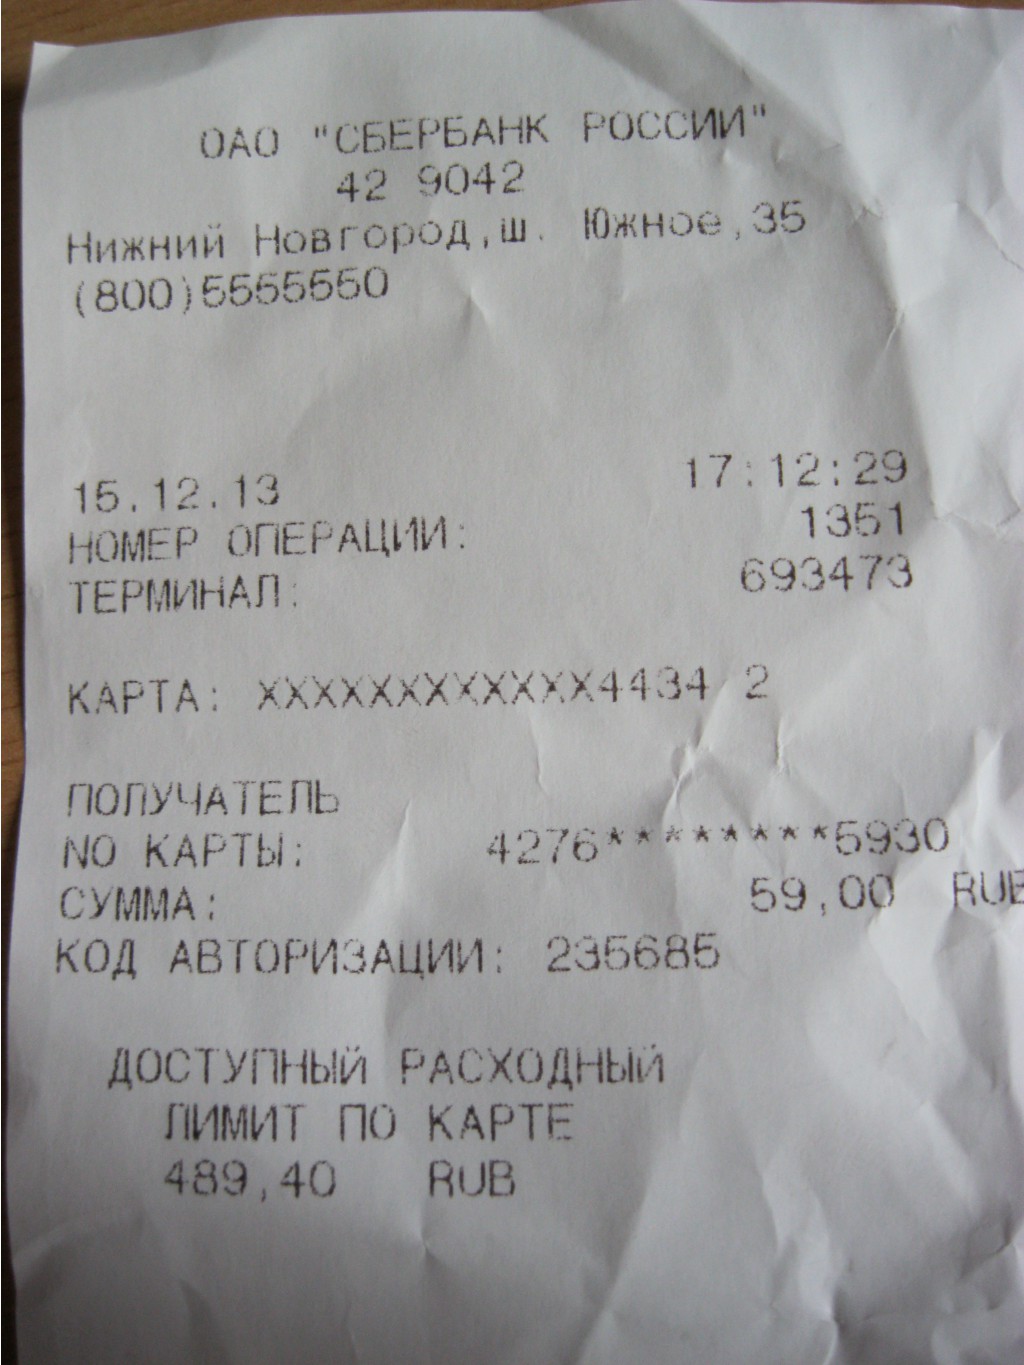 ОАО "СБЕРБАНК РОССИИ"
42 9042
Нижний Новгород,ш. Южное,35
(800)5555550
15.12.13 17:12:29
НОМЕР ОПЕРАЦИИ: 1351
ТЕРМИНАЛ: 693473
КАРТА: XXXXXXXXXXXX4434 2
ПОЛУЧАТЕЛЬ
NO КАРТЫ: 4276********5930
СУММА: 59,00 RUB
КОД АВТОРИЗАЦИИ: 235685
ДОСТУПНЫЙ РАСХОДНЫЙ
ЛИМИТ ПО КАРТЕ
489,40 RUB